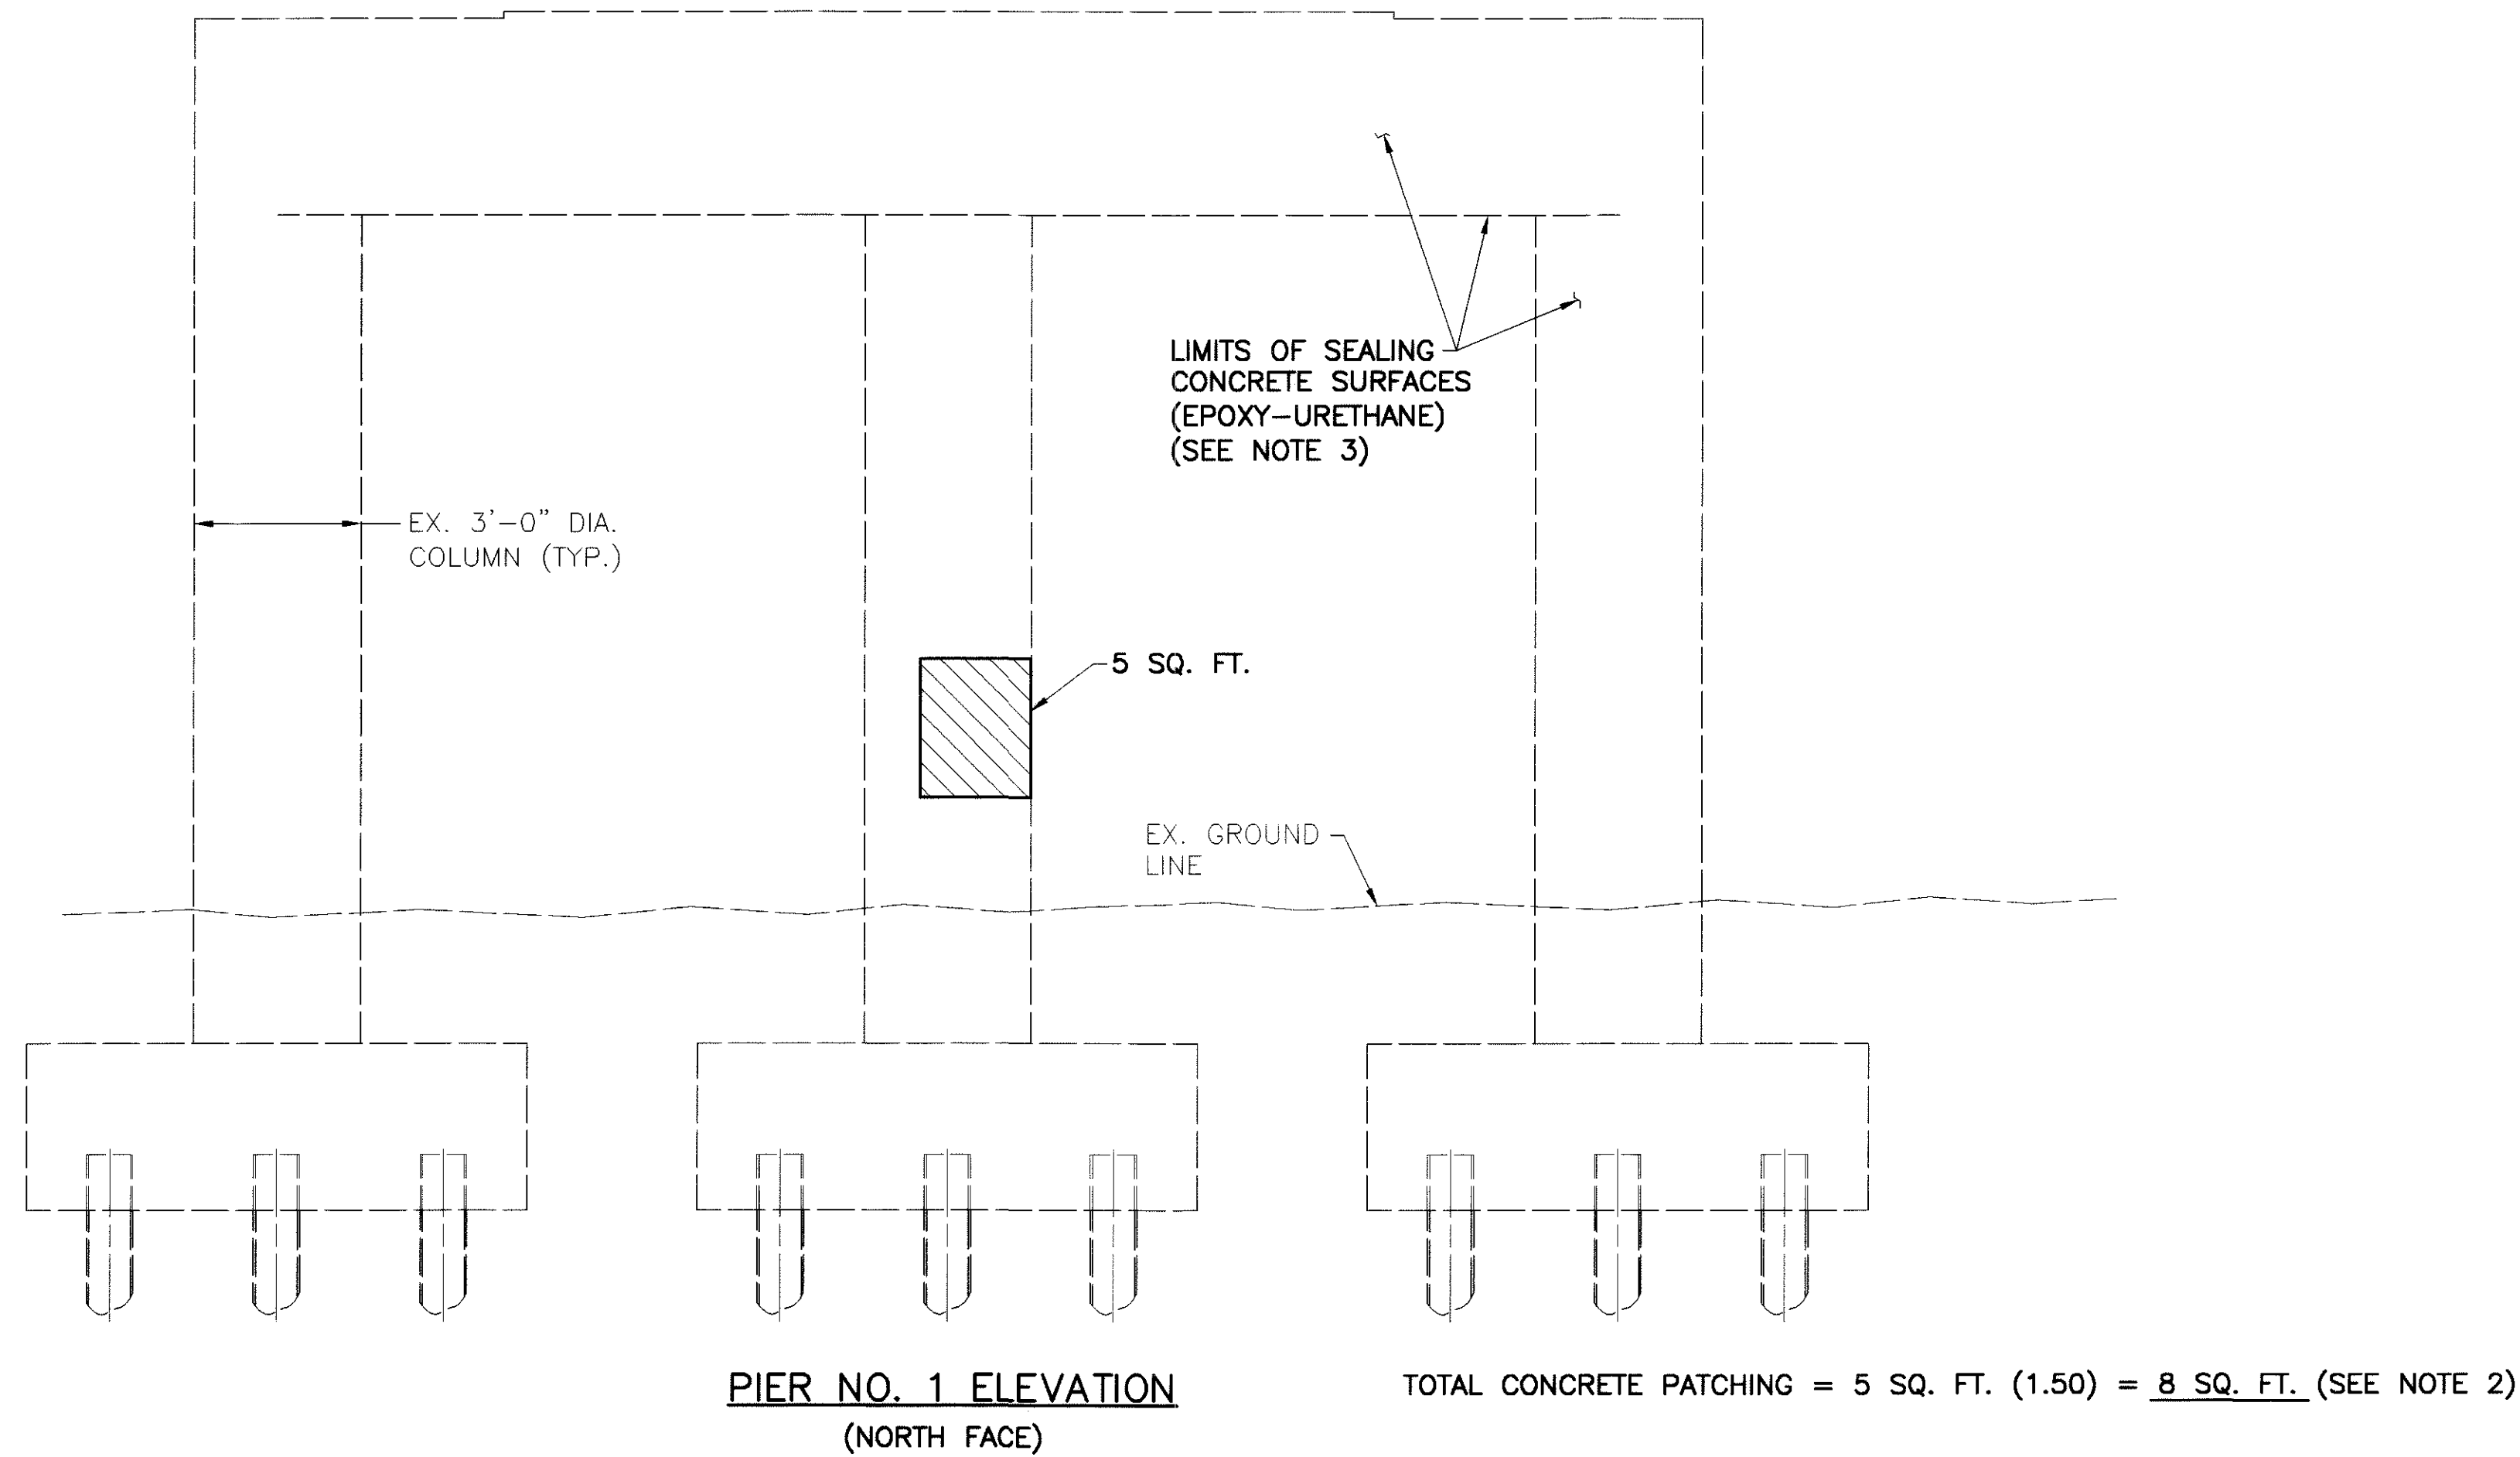 LIMITS OF SEALING
CONCRETE SURFACES
(EPOXY-URETHANE)
(SEE NOTE 3)
EX. 3'-0" DIA.
COLUMN (TYP.)
5 SQ. FT.
EX. GROUND
LINE
PIER NO. 1 ELEVATION
(NORTH FACE)
TOTAL CONCRETE PATCHING = 5 SQ. FT. (1.50) = 8 SQ. FT. (SEE NOTE 2)